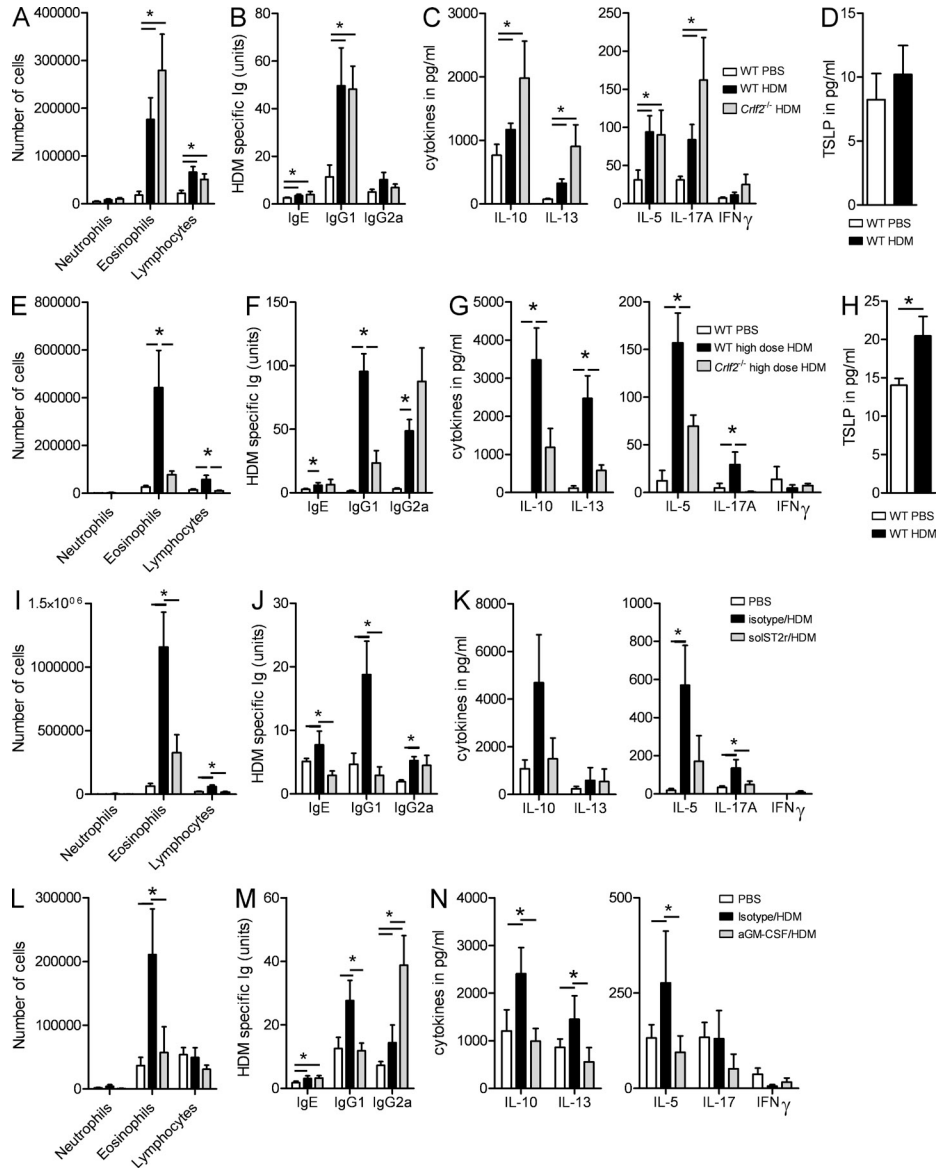 A
Number of cells
400000
300000
200000
100000
0
*
*
Neutrophils
Eosinophils
Lymphocytes
B
HDM specific Ig (units)
80
60
40
20
0
*
*
IgE
IgG1
IgG2a
C
cytokines in pg/ml
3000
2000
1000
0
*
*
IL-10
IL-13
250
200
150
100
50
0
*
*
IL-5
IL-17A
IFNγ
WT PBS
WT HDM
Crlf2-/- HDM
D
TSLP in pg/ml
15
10
5
0
WT PBS
WT HDM
E
Number of cells
800000
600000
400000
200000
0
*
*
Neutrophils
Eosinophils
Lymphocytes
F
HDM specific Ig (units)
150
100
50
0
*
*
*
IgE
IgG1
IgG2a
G
cytokines in pg/ml
5000
4000
3000
2000
1000
0
*
*
IL-10
IL-13
200
150
100
50
0
*
*
IL-5
IL-17A
IFNγ
WT PBS
WT high dose HDM
Crlf2-/- high dose HDM
H
TSLP in pg/ml
25
20
15
10
5
0
*
WT PBS
WT HDM
I
Number of cells
1.5×10⁰⁶
1000000
500000
0
*
*
Neutrophils
Eosinophils
Lymphocytes
J
HDM specific Ig (units)
30
20
10
0
*
*
*
IgE
IgG1
IgG2a
K
cytokines in pg/ml
8000
6000
4000
2000
0
IL-10
IL-13
1000
800
600
400
200
0
*
*
IL-5
IL-17A
IFNγ
PBS
isotype/HDM
solST2r/HDM
L
Number of cells
300000
200000
100000
0
*
Neutrophils
Eosinophils
Lymphocytes
M
HDM specific Ig (units)
60
40
20
0
*
*
*
IgE
IgG1
IgG2a
N
cytokines in pg/ml
4000
3000
2000
1000
0
*
*
IL-10
IL-13
500
250
0
*
IL-5
IL-17
IFNγ
PBS
Isotype/HDM
aGM-CSF/HDM